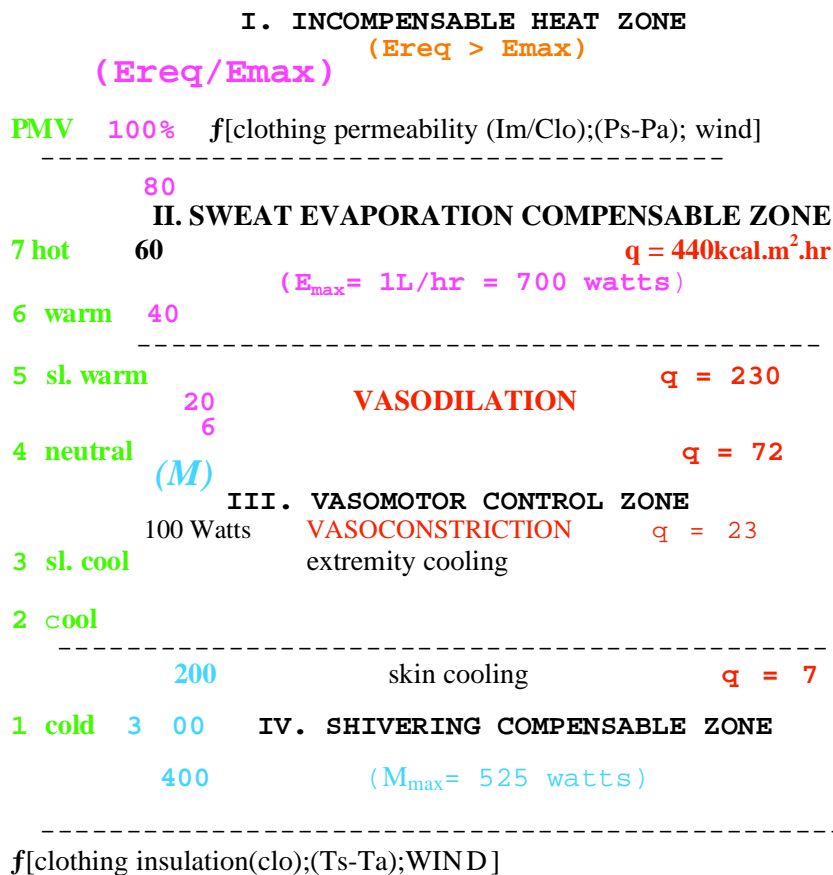 I. INCOMPENSABLE HEAT ZONE
(Ereq > Emax)
(Ereq/Emax)
PMV 100% ƒ[clothing permeability (Im/Clo);(Ps-Pa); wind]
80
II. SWEAT EVAPORATION COMPENSABLE ZONE
7 hot 60 q = 440kcal.m².hr
(Emax= 1L/hr = 700 watts)
6 warm 40
5 sl. warm q = 230
20 VASODILATION
6
4 neutral q = 72
(M)
III. VASOMOTOR CONTROL ZONE
100 Watts VASOCONSTRICTION q = 23
3 sl. cool extremity cooling
2 cool
200 skin cooling q = 7
1 cold 3 00 IV. SHIVERING COMPENSABLE ZONE
400 (Mmax= 525 watts)
ƒ[clothing insulation(clo);(Ts-Ta);WIND]